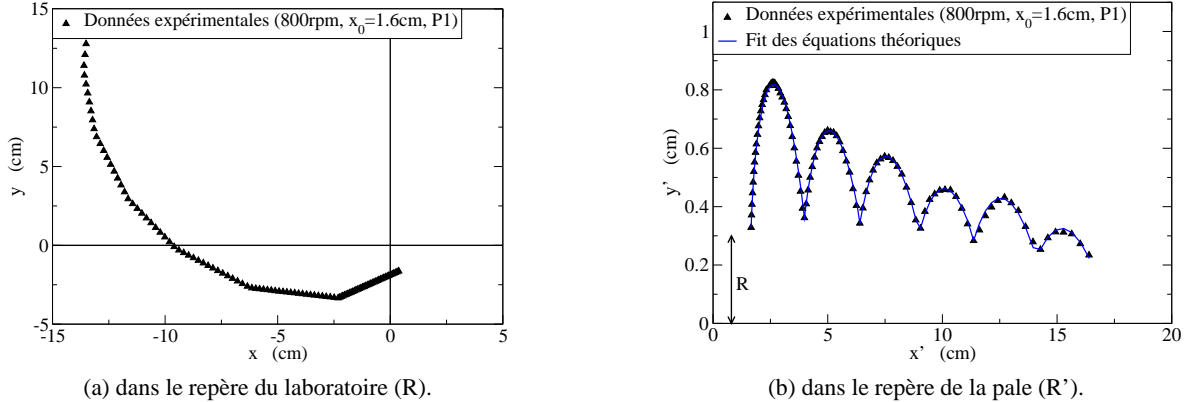 Données expérimentales (800rpm, x₀=1.6cm, P1)
10
5
0
-5
y (cm)
-15
-10
-5
0
5
x (cm)
(a) dans le repère du laboratoire (R).
Données expérimentales (800rpm, x₀=1.6cm, P1)
Fit des équations théoriques
0.8
0.6
0.4
0.2
0
y' (cm)
R
0
5
10
15
20
x' (cm)
(b) dans le repère de la pale (R').